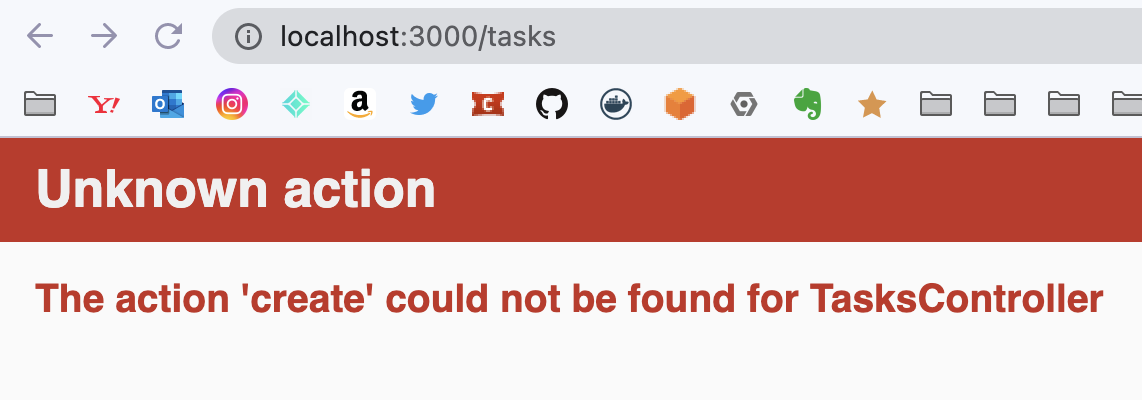 localhost:3000/tasks
Y!
O
a
C
Unknown action
The action 'create' could not be found for TasksController